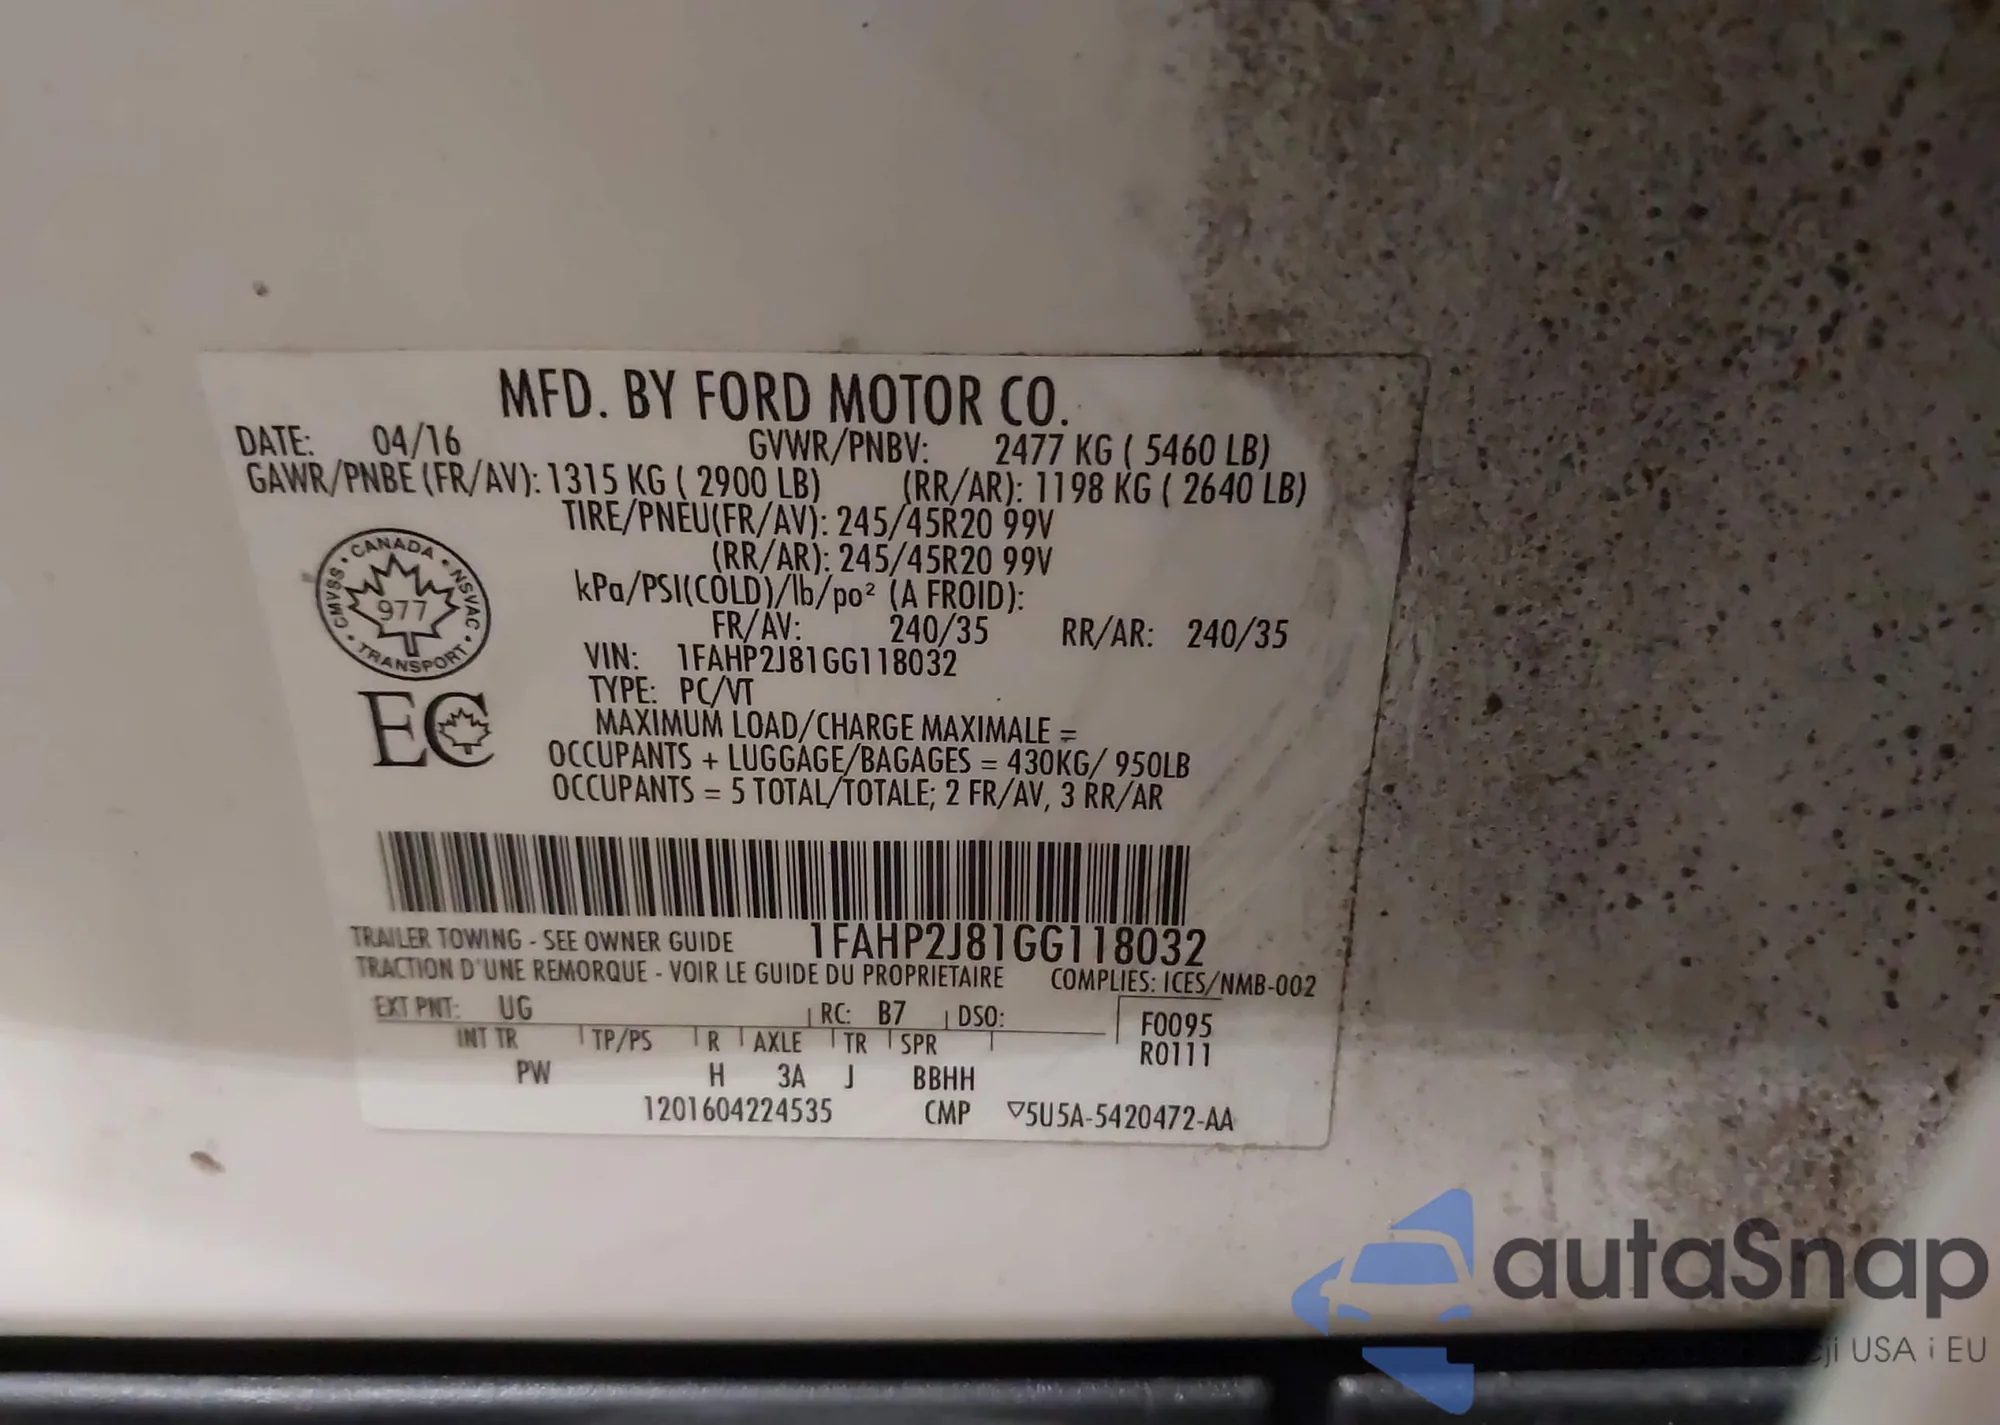 MFD. BY FORD MOTOR CO.
DATE: 04/16 GVWR/PNBV: 2477 KG ( 5460 LB)
GAWR/PNBE (FR/AV): 1315 KG ( 2900 LB) (RR/AR): 1198 KG ( 2640 LB)
TIRE/PNEU(FR/AV): 245/45R20 99V
(RR/AR): 245/45R20 99V
kPa/PSI(COLD)/lb/po² (A FROID):
FR/AV: 240/35 RR/AR: 240/35
VIN: 1FAHP2J81GG118032
TYPE: PC/VT
MAXIMUM LOAD/CHARGE MAXIMALE =
OCCUPANTS + LUGGAGE/BAGAGES = 430KG/ 950LB
OCCUPANTS = 5 TOTAL/TOTALE; 2 FR/AV, 3 RR/AR
CANADA · NSVAC · TRANSPORT · CMVSS ·
977
EC
TRAILER TOWING - SEE OWNER GUIDE 1FAHP2J81GG118032
TRACTION D'UNE REMORQUE - VOIR LE GUIDE DU PROPRIETAIRE COMPLIES: ICES/NMB-002
EXT PNT: UG RC: B7 DSO: F0095
INT TR TP/PS R AXLE TR SPR R0111
PW H 3A J BBHH
1201604224535 CMP ▽5U5A-5420472-AA
autaSnap
USA i EU